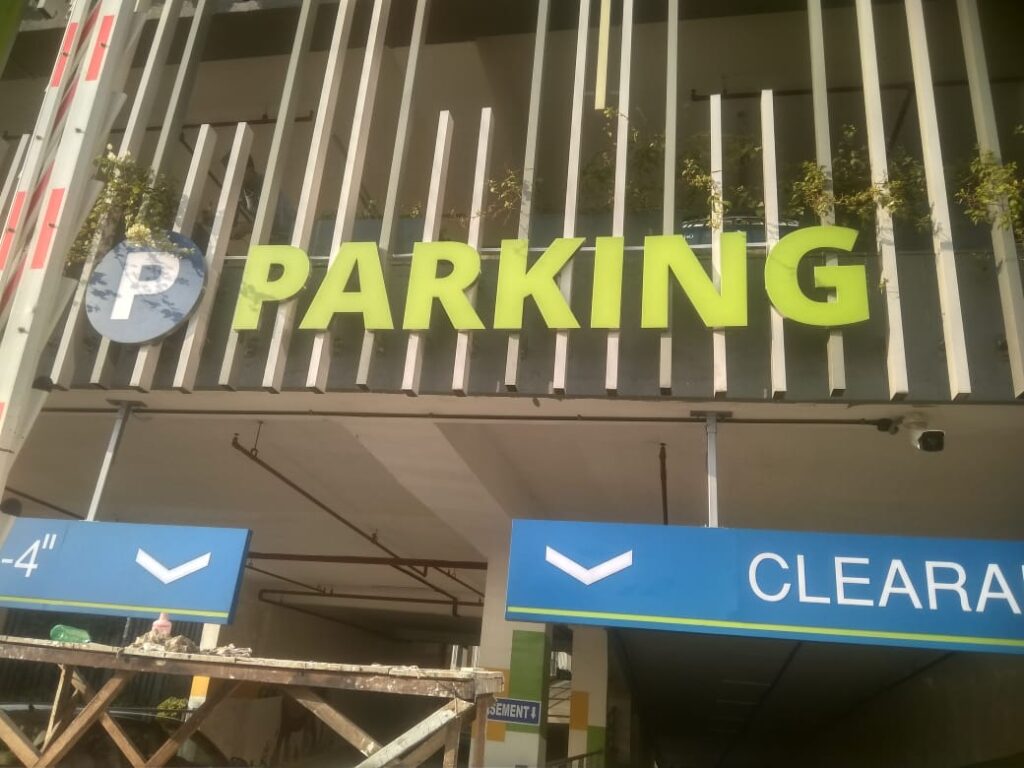 P PARKING
-4"
CLEARA
SEMENT